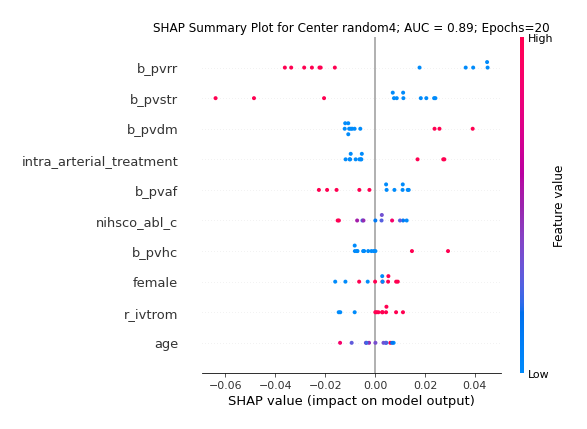 SHAP Summary Plot for Center random4; AUC = 0.89; Epochs=20
High
b_pvrr
b_pvstr
b_pvdm
intra_arterial_treatment
b_pvaf
nihsco_abl_c
b_pvhc
female
r_ivtrom
age
Feature value
Low
−0.06 −0.04 −0.02 0.00 0.02 0.04
SHAP value (impact on model output)